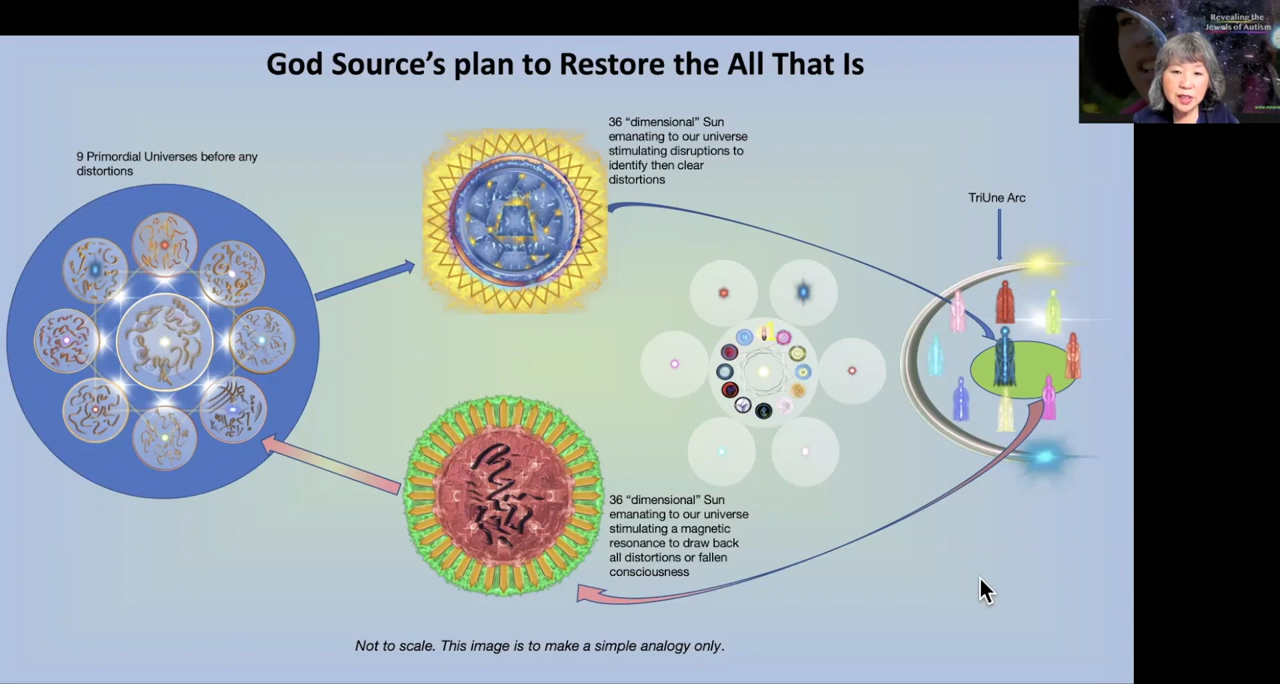 God Source's plan to Restore the All That Is
Revealing the
Jewels of Autism
36 “dimensional” Sun
emanating to our universe
stimulating disruptions to
identify then clear
distortions
9 Primordial Universes before any
distortions
TriUne Arc
36 “dimensional” Sun
emanating to our universe
stimulating a magnetic
resonance to draw back
all distortions or fallen
consciousness
Not to scale. This image is to make a simple analogy only.